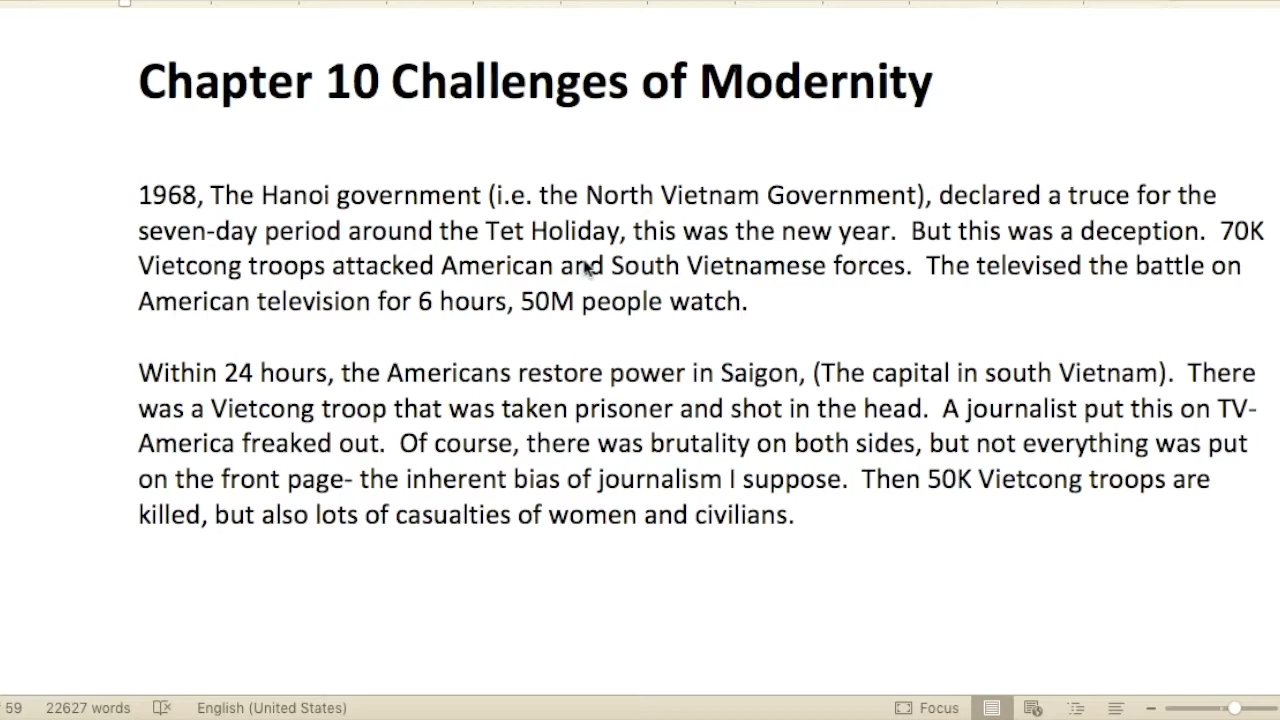 Chapter 10 Challenges of Modernity
1968, The Hanoi government (i.e. the North Vietnam Government), declared a truce for the
seven-day period around the Tet Holiday, this was the new year.  But this was a deception.  70K
Vietcong troops attacked American and South Vietnamese forces.  The televised the battle on
American television for 6 hours, 50M people watch.
Within 24 hours, the Americans restore power in Saigon, (The capital in south Vietnam).  There
was a Vietcong troop that was taken prisoner and shot in the head.  A journalist put this on TV-
America freaked out.  Of course, there was brutality on both sides, but not everything was put
on the front page- the inherent bias of journalism I suppose.  Then 50K Vietcong troops are
killed, but also lots of casualties of women and civilians.
59 22627 words English (United States) Focus